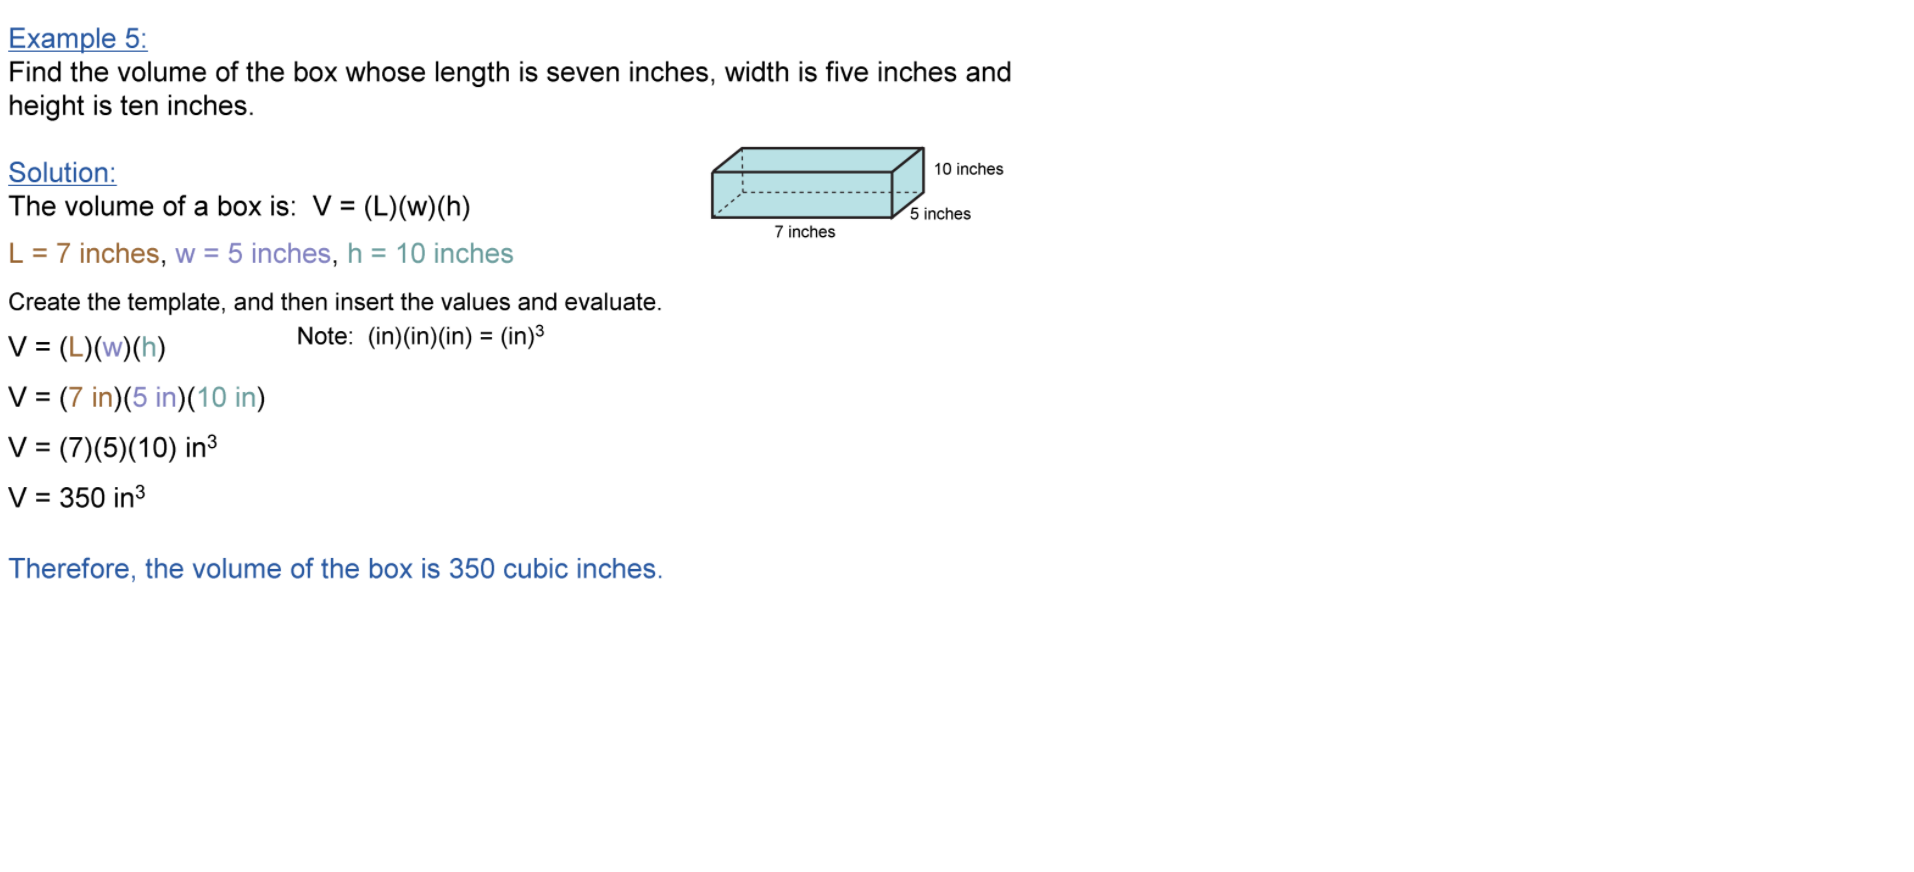 Example 5:
Find the volume of the box whose length is seven inches, width is five inches and
height is ten inches.
Solution:
The volume of a box is:  V = (L)(w)(h)
L = 7 inches, w = 5 inches, h = 10 inches
10 inches
5 inches
7 inches
Create the template, and then insert the values and evaluate.
V = (L)(w)(h)
Note:  (in)(in)(in) = (in)³
V = (7 in)(5 in)(10 in)
V = (7)(5)(10) in³
V = 350 in³
Therefore, the volume of the box is 350 cubic inches.